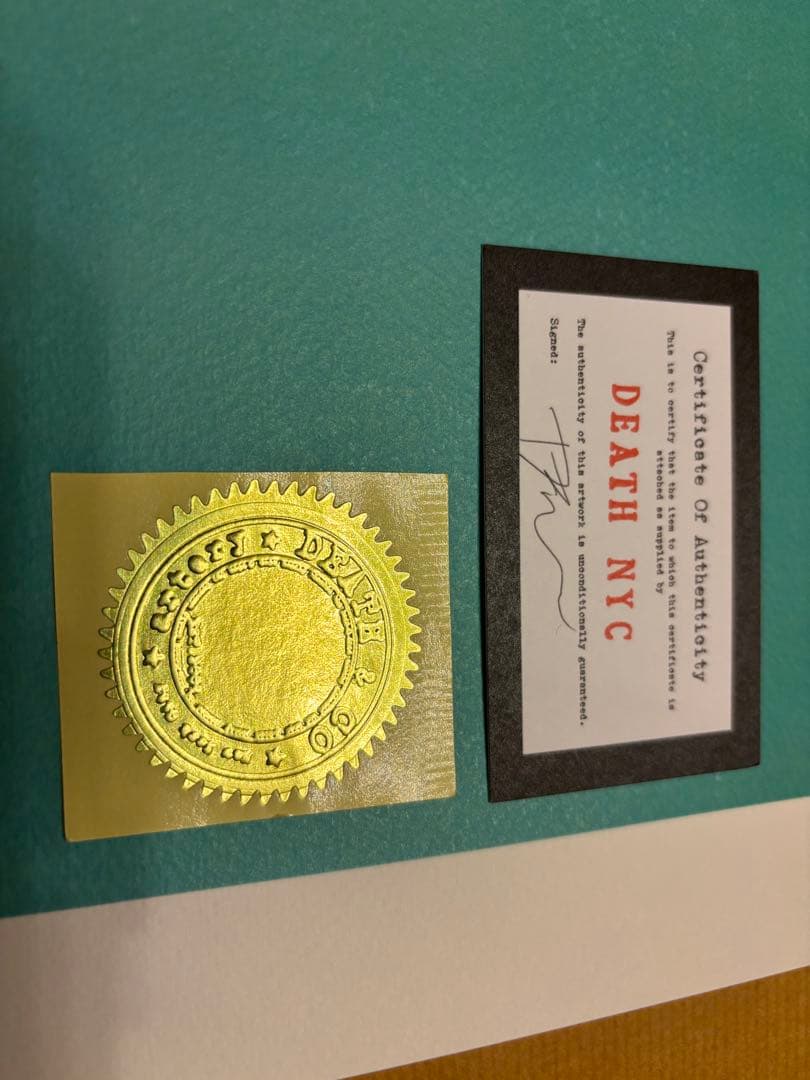 Certificate Of Authenticity
This is to certify that the item to which this certificate is
attached as supplied by
DEATH NYC
The authenticity of this artwork is unconditionally guaranteed.
Signed:
DEATH & CO